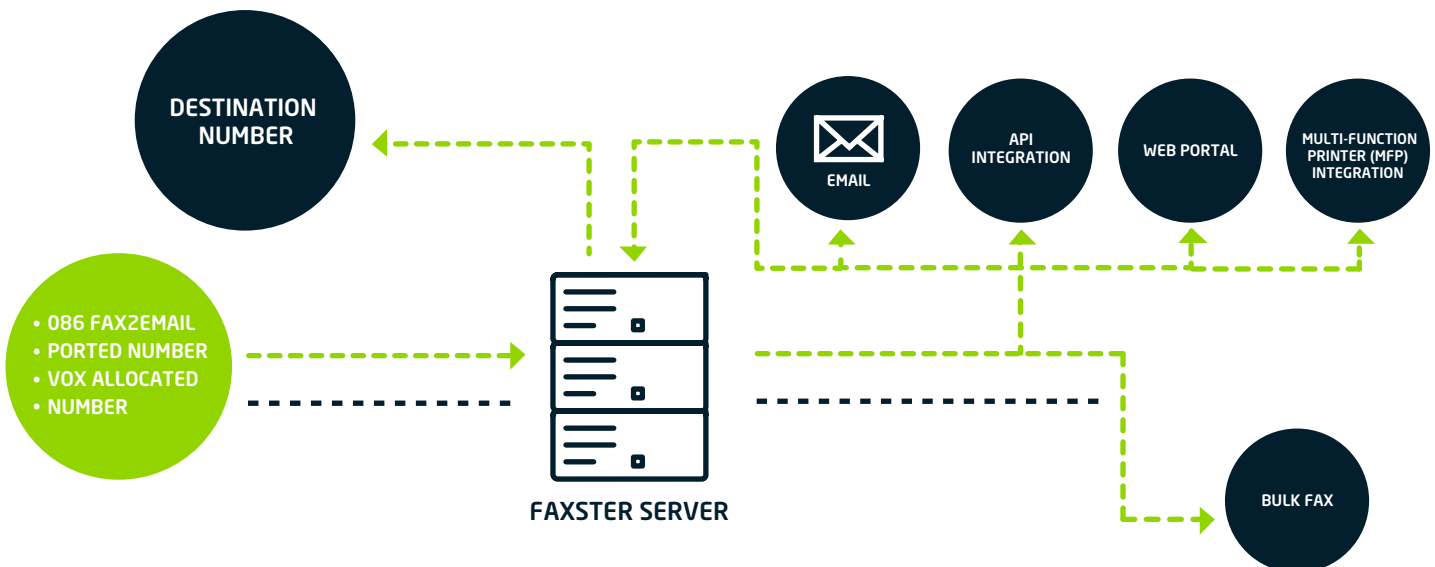 DESTINATION
NUMBER
EMAIL
API
INTEGRATION
WEB PORTAL
MULTI-FUNCTION
PRINTER (MFP)
INTEGRATION
• 086 FAX2EMAIL
• PORTED NUMBER
• VOX ALLOCATED
• NUMBER
FAXSTER SERVER
BULK FAX